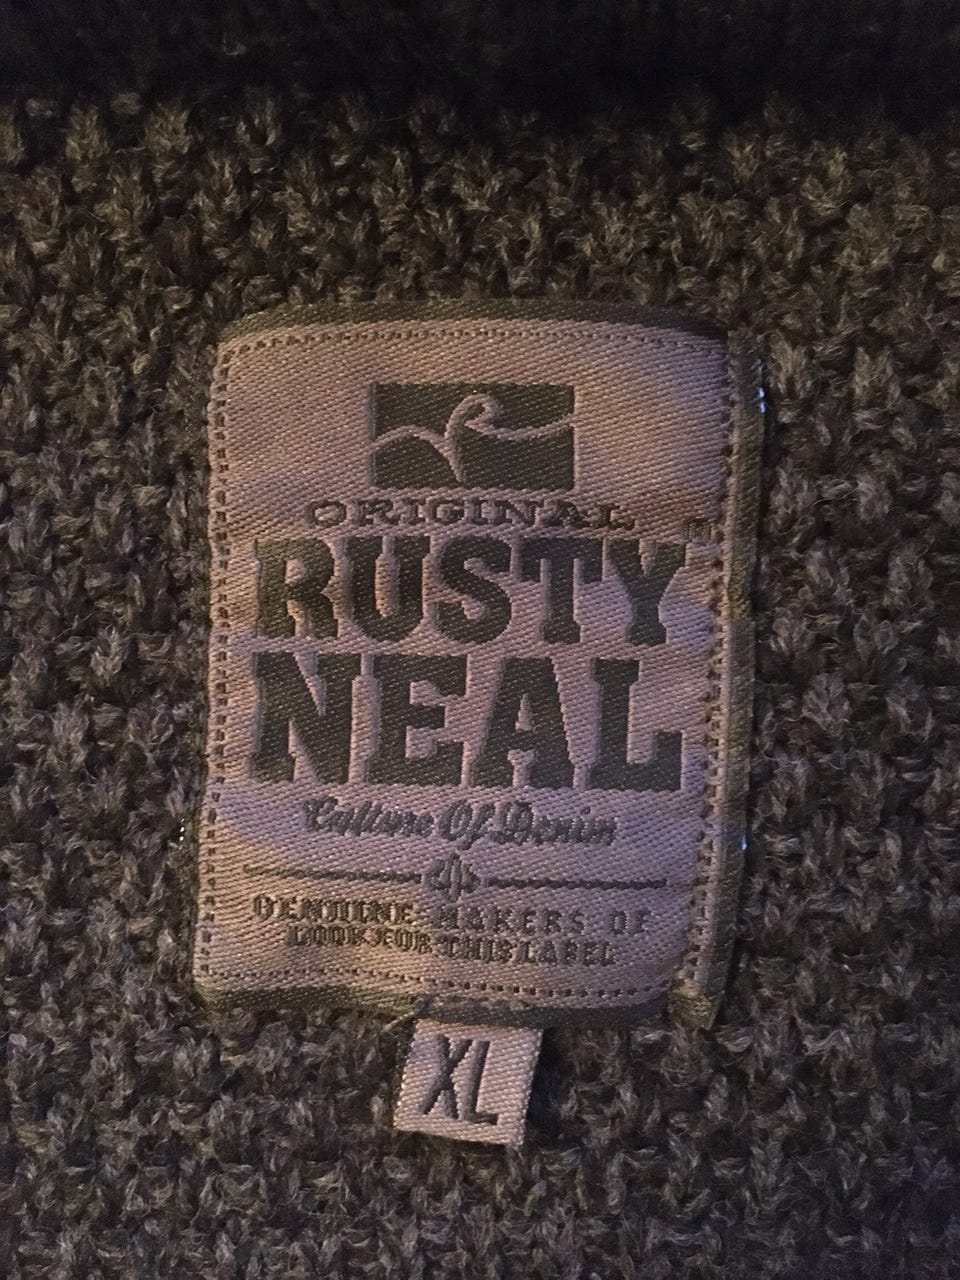 ORIGINAL
RUSTY
NEAL
Culture Of Denim
GENUINE MAKERS OF
LOOK FOR THIS LABEL
XL